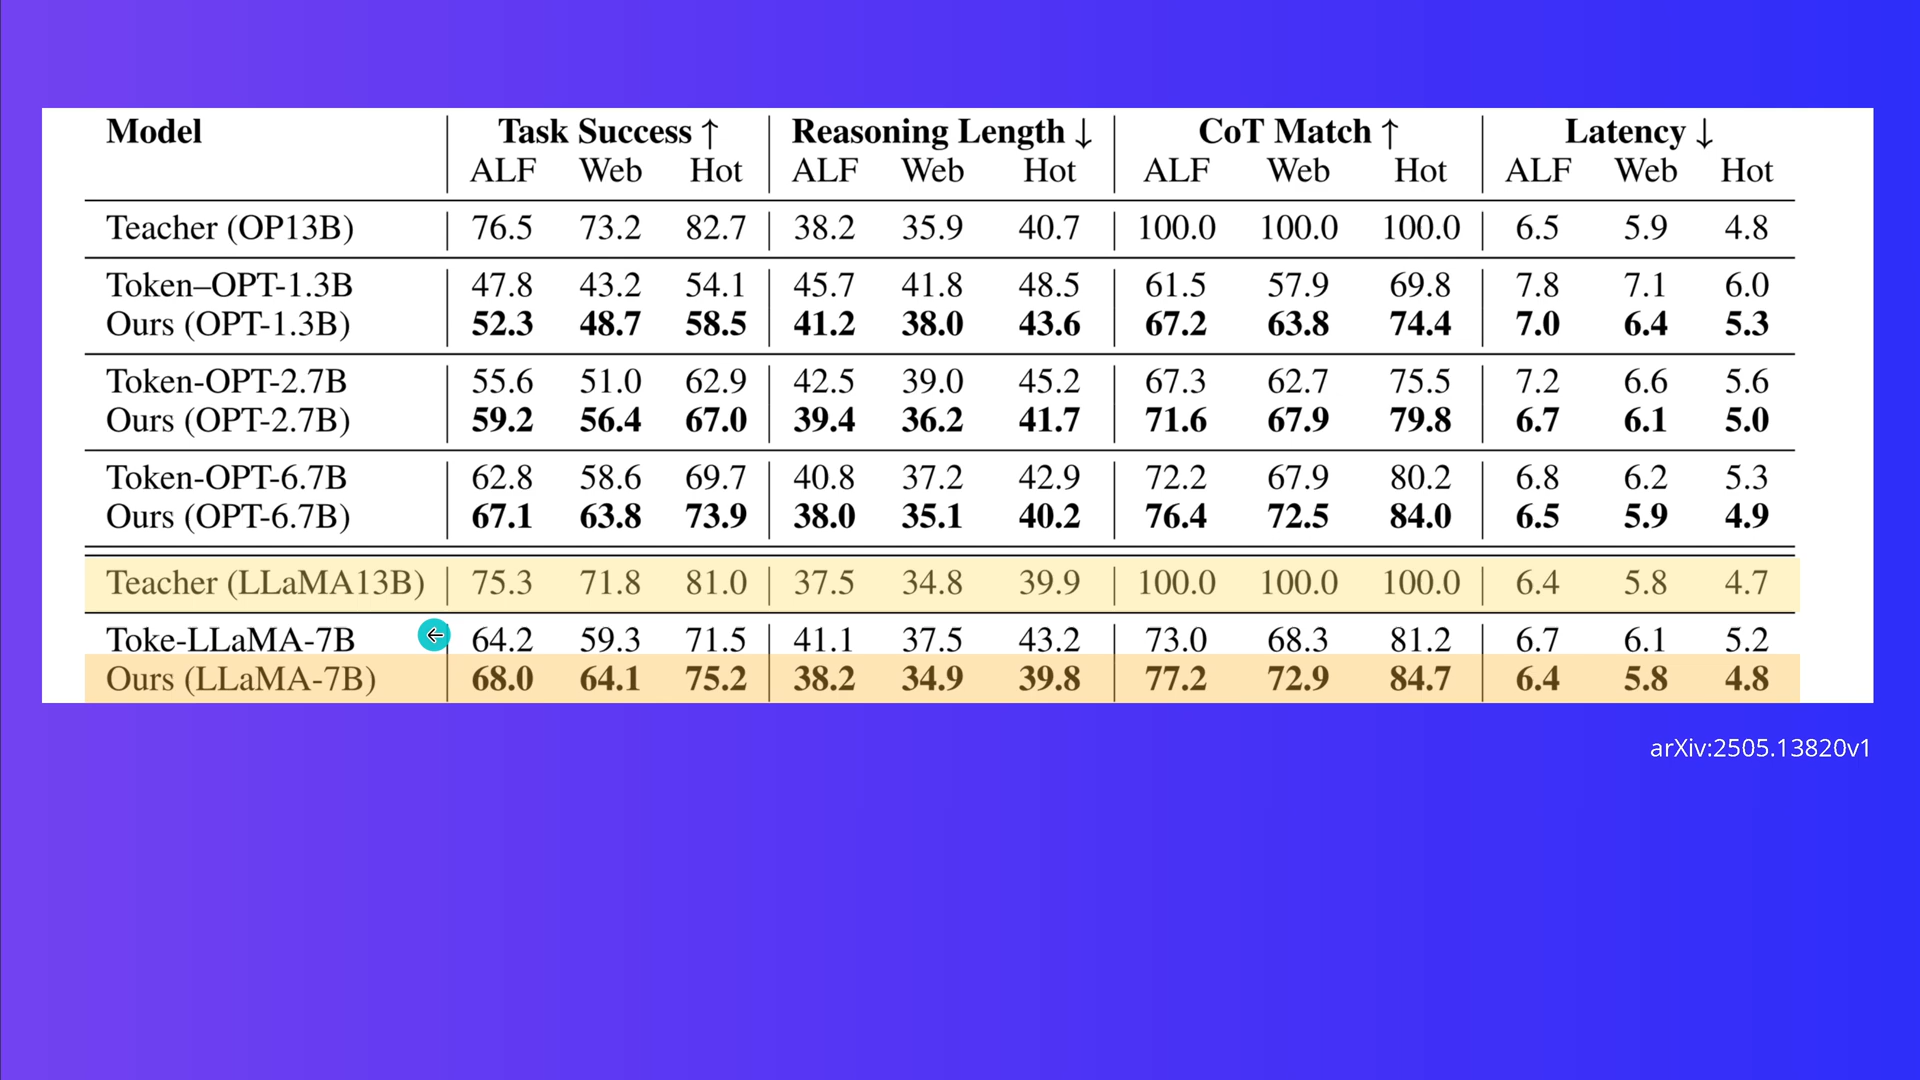 Model Task Success ↑ Reasoning Length ↓ CoT Match ↑ Latency ↓
ALF Web Hot ALF Web Hot ALF Web Hot ALF Web Hot
Teacher (OP13B) 76.5 73.2 82.7 38.2 35.9 40.7 100.0 100.0 100.0 6.5 5.9 4.8
Token–OPT-1.3B 47.8 43.2 54.1 45.7 41.8 48.5 61.5 57.9 69.8 7.8 7.1 6.0
Ours (OPT-1.3B) 52.3 48.7 58.5 41.2 38.0 43.6 67.2 63.8 74.4 7.0 6.4 5.3
Token-OPT-2.7B 55.6 51.0 62.9 42.5 39.0 45.2 67.3 62.7 75.5 7.2 6.6 5.6
Ours (OPT-2.7B) 59.2 56.4 67.0 39.4 36.2 41.7 71.6 67.9 79.8 6.7 6.1 5.0
Token-OPT-6.7B 62.8 58.6 69.7 40.8 37.2 42.9 72.2 67.9 80.2 6.8 6.2 5.3
Ours (OPT-6.7B) 67.1 63.8 73.9 38.0 35.1 40.2 76.4 72.5 84.0 6.5 5.9 4.9
Teacher (LLaMA13B) 75.3 71.8 81.0 37.5 34.8 39.9 100.0 100.0 100.0 6.4 5.8 4.7
Toke-LLaMA-7B 64.2 59.3 71.5 41.1 37.5 43.2 73.0 68.3 81.2 6.7 6.1 5.2
Ours (LLaMA-7B) 68.0 64.1 75.2 38.2 34.9 39.8 77.2 72.9 84.7 6.4 5.8 4.8
arXiv:2505.13820v1